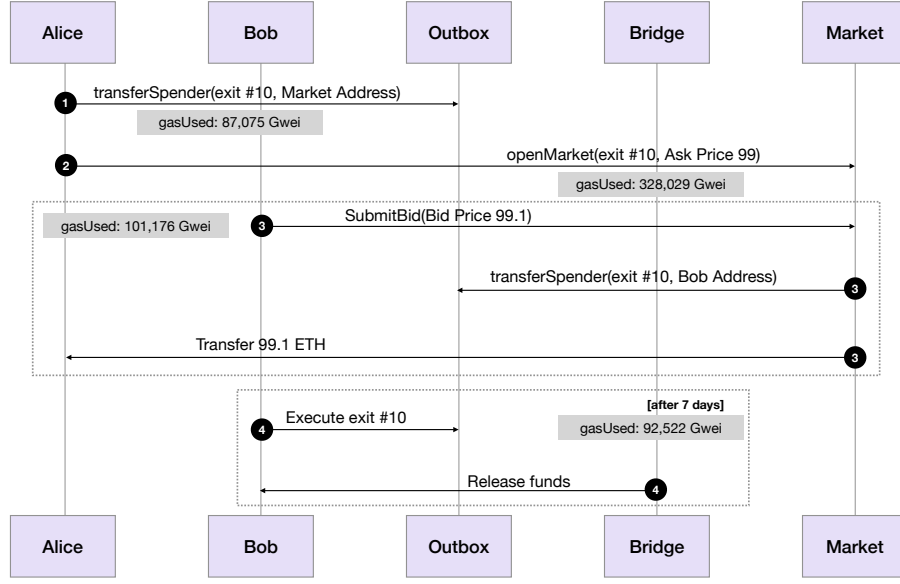 Alice Bob Outbox Bridge Market
1 transferSpender(exit #10, Market Address)
gasUsed: 87,075 Gwei
2 openMarket(exit #10, Ask Price 99)
gasUsed: 328,029 Gwei
gasUsed: 101,176 Gwei 3 SubmitBid(Bid Price 99.1)
transferSpender(exit #10, Bob Address) 3
Transfer 99.1 ETH 3
[after 7 days]
4 Execute exit #10 gasUsed: 92,522 Gwei
Release funds 4
Alice Bob Outbox Bridge Market